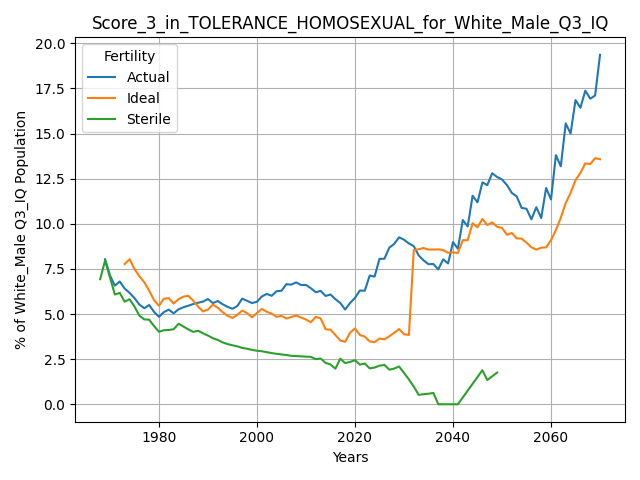 Score_3_in_TOLERANCE_HOMOSEXUAL_for_White_Male_Q3_IQ
Fertility
Actual
Ideal
Sterile
% of White_Male Q3_IQ Population
20.0
17.5
15.0
12.5
10.0
7.5
5.0
2.5
0.0
1980 2000 2020 2040 2060
Years